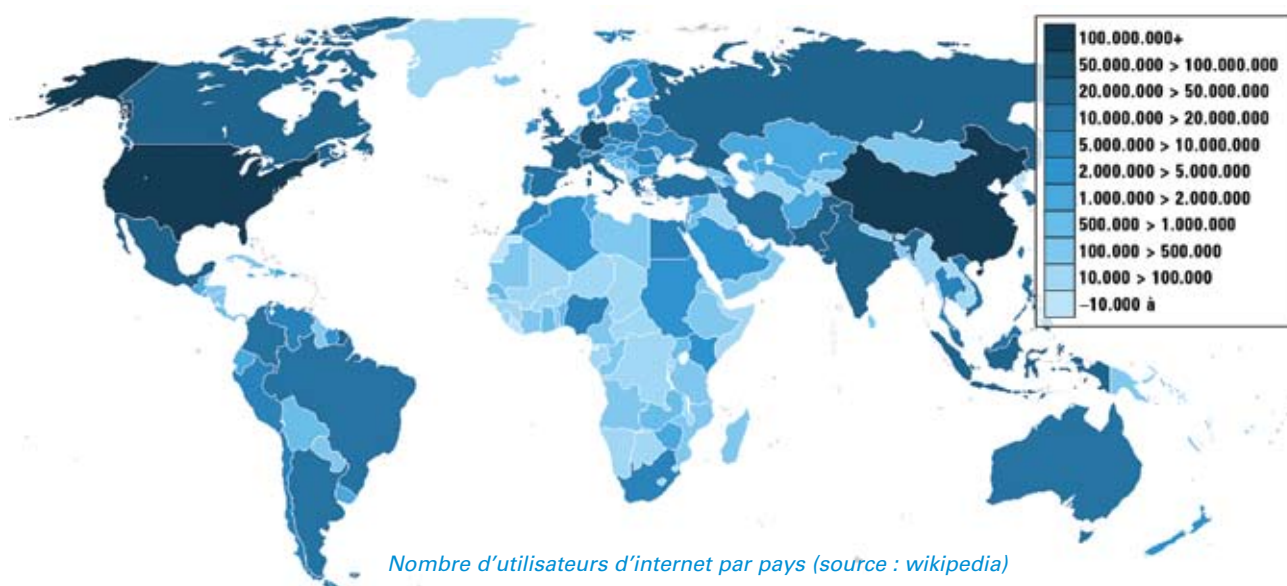 100.000.000+
50.000.000 > 100.000.000
20.000.000 > 50.000.000
10.000.000 > 20.000.000
5.000.000 > 10.000.000
2.000.000 > 5.000.000
1.000.000 > 2.000.000
500.000 > 1.000.000
100.000 > 500.000
10.000 > 100.000
–10.000 à
Nombre d’utilisateurs d’internet par pays (source : wikipedia)